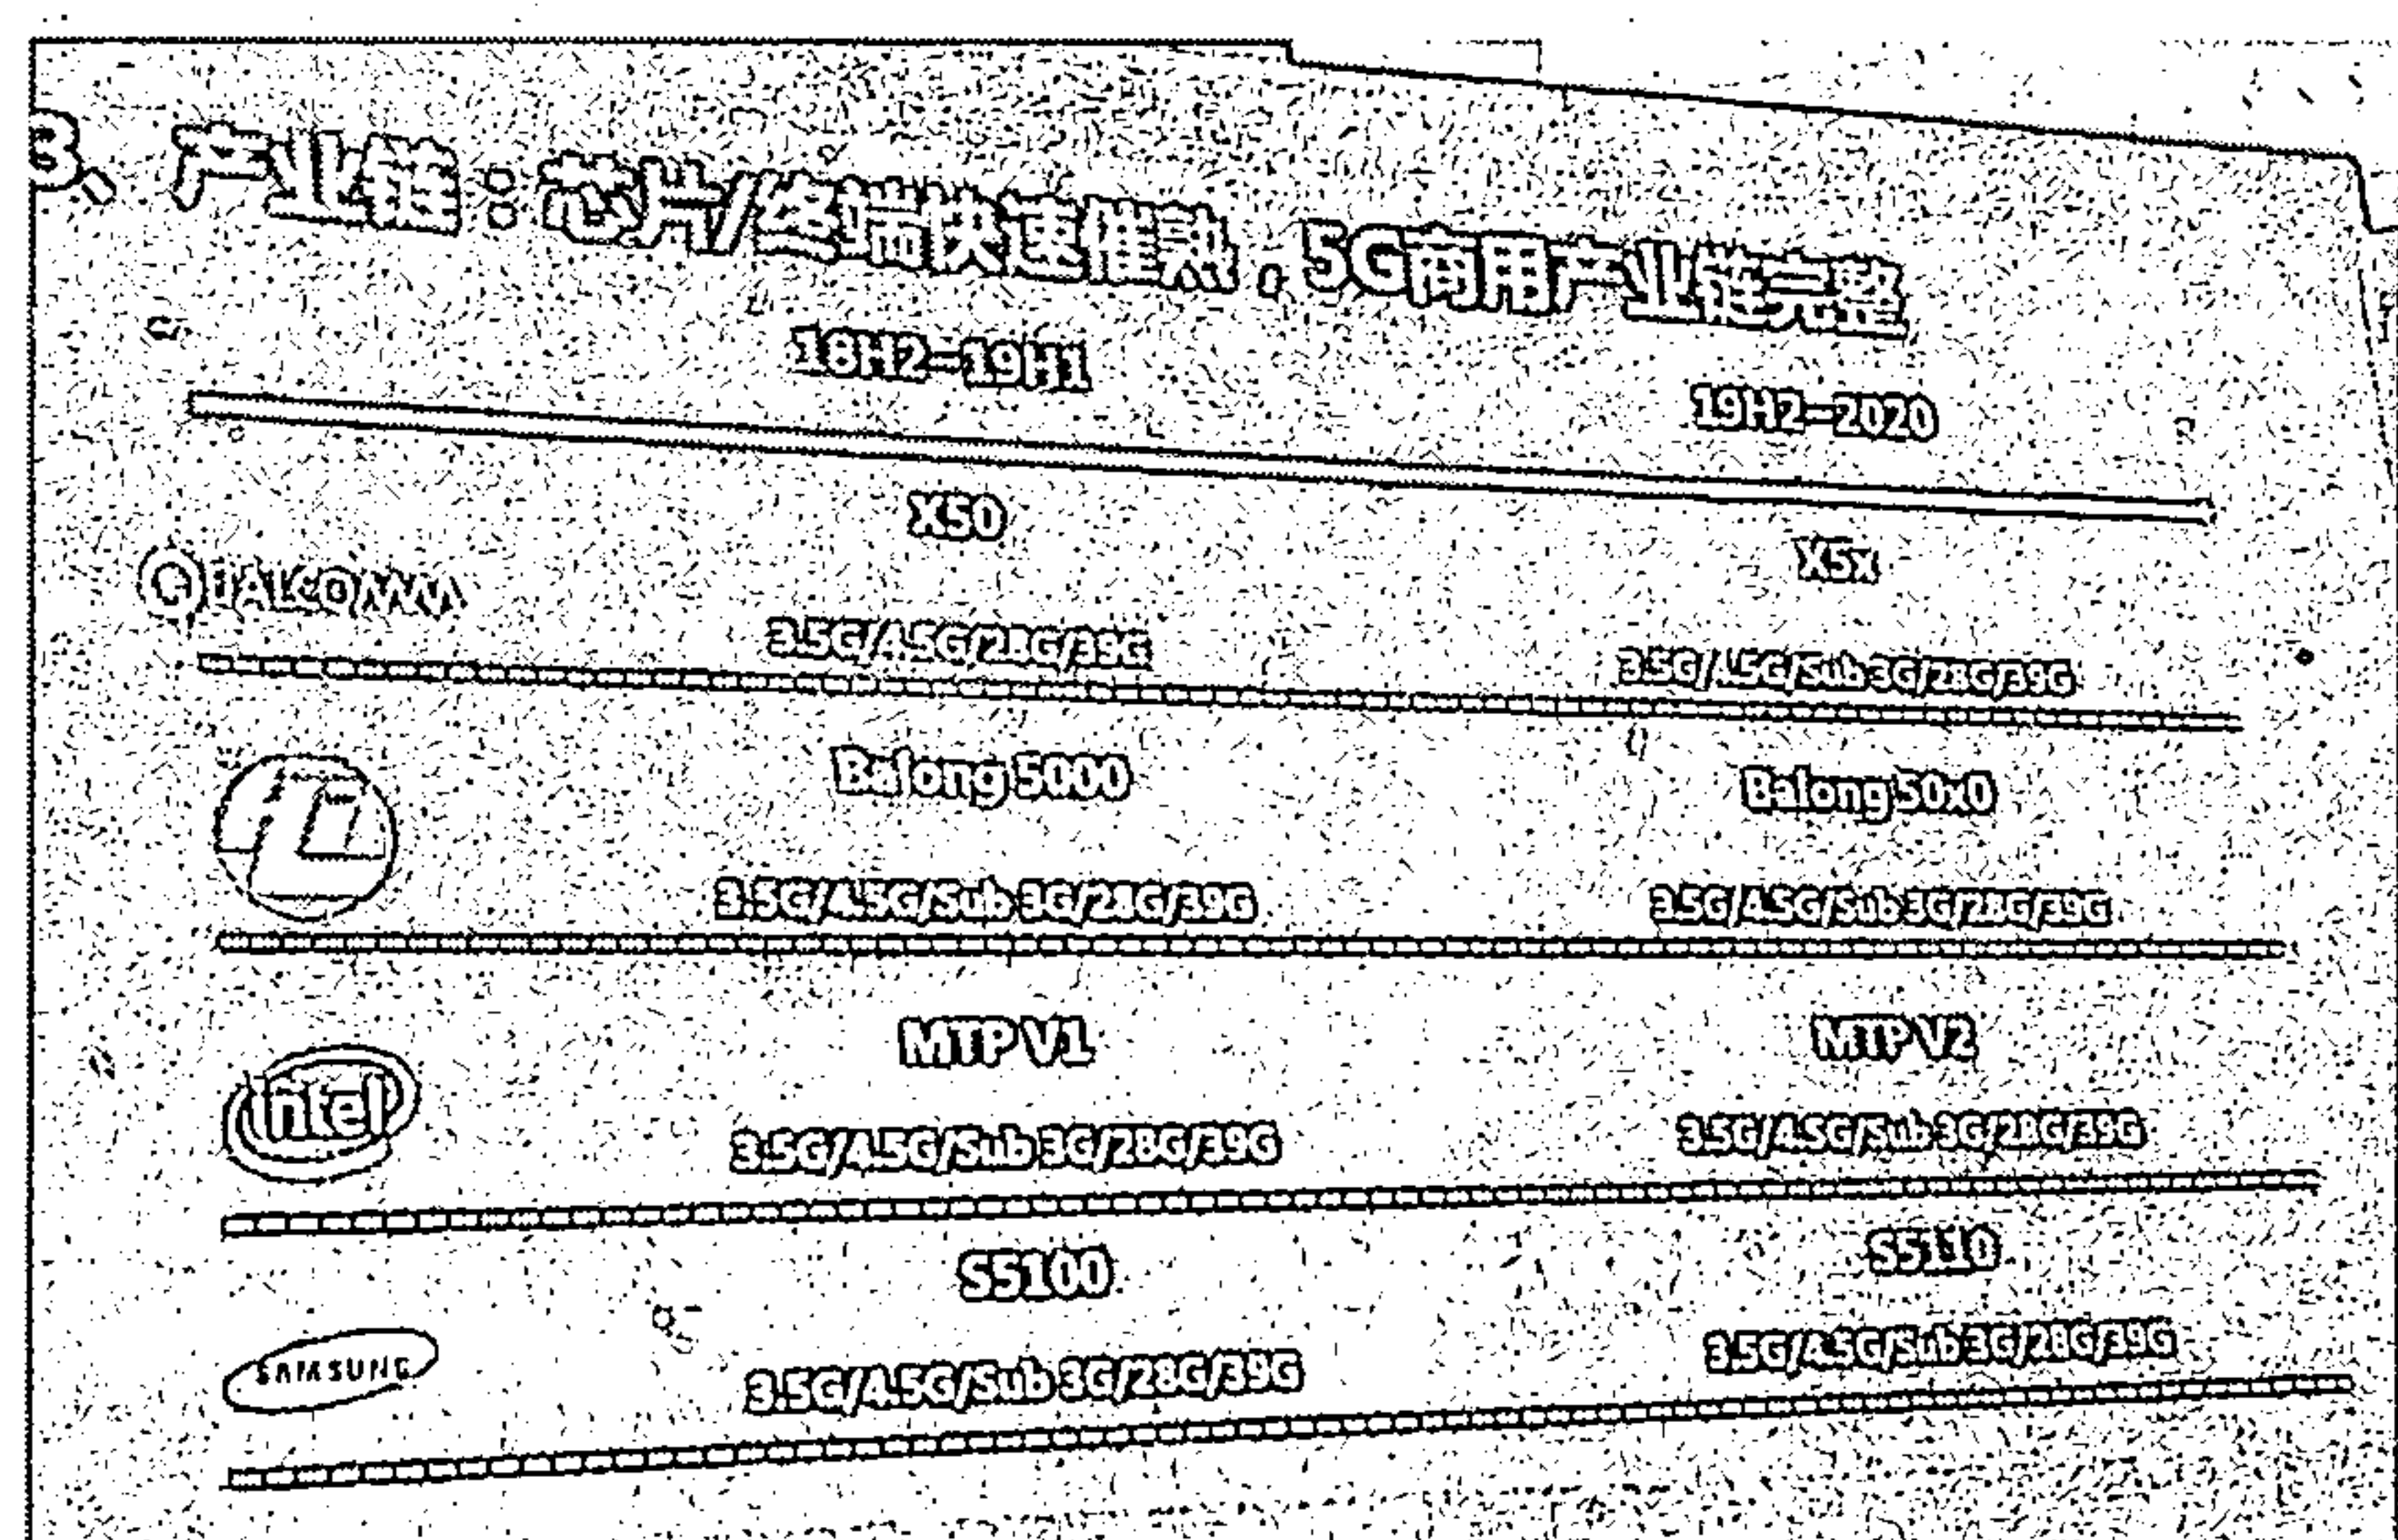 3、产业链：芯片/终端快速催熟，5G商用产业链完整
18H2-19H1
19H2-2020
X50
X5x
QUALCOMM
3.5G/4.5G/28G/39G
3.5G/4.5G/Sub 3G/28G/39G
Balong 5000
Balong 50x0
3.5G/4.5G/Sub 3G/28G/39G
3.5G/4.5G/Sub 3G/28G/39G
MTP V1
MTP V2
intel
3.5G/4.5G/Sub 3G/28G/39G
3.5G/4.5G/Sub 3G/28G/39G
S5100
S5110
SAMSUNG
3.5G/4.5G/Sub 3G/28G/39G
3.5G/4.5G/Sub 3G/28G/39G